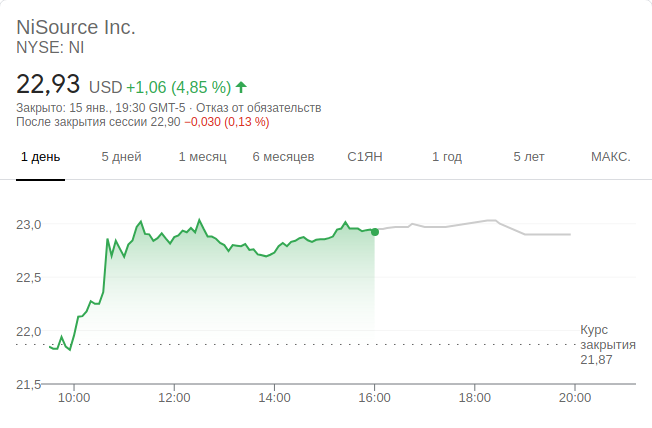 NiSource Inc.
NYSE: NI
22,93 USD +1,06 (4,85 %)
Закрыто: 15 янв., 19:30 GMT-5 · Отказ от обязательств
После закрытия сессии 22,90 −0,030 (0,13 %)
1 день 5 дней 1 месяц 6 месяцев С1ЯН 1 год 5 лет МАКС.
23,0
22,5
22,0
Курс
закрытия
21,87
21,5
10:00 12:00 14:00 16:00 18:00 20:00